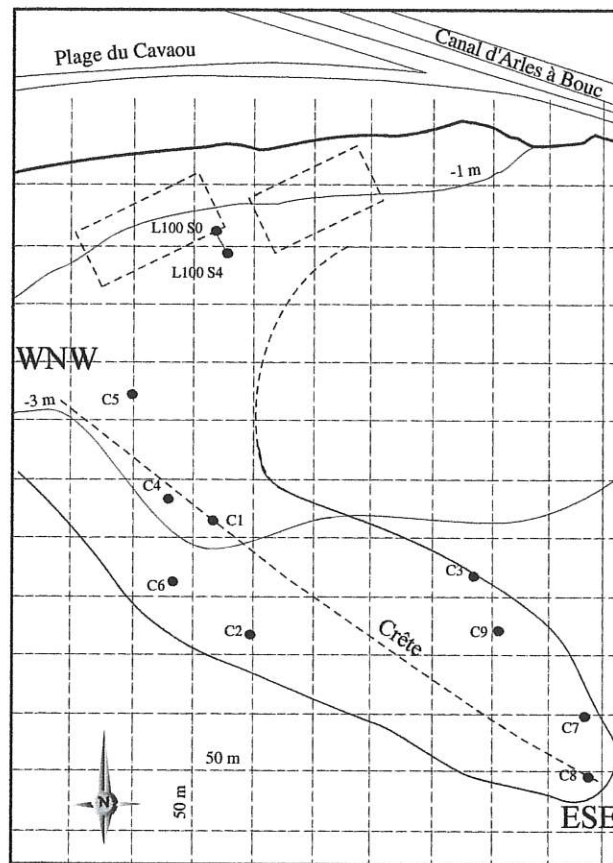 Plage du Cavaou
Canal d'Arles à Bouc
-1 m
L100 S0
L100 S4
WNW
-3 m
C5
C4
C1
C6
C3
C2
C9
Crête
C7
50 m
C8
50 m
N
ESE